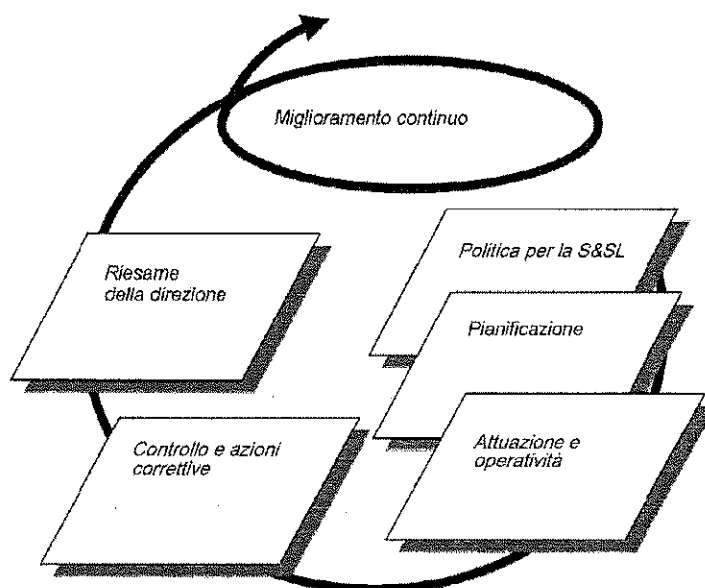 Miglioramento continuo
Politica per la S&SL
Pianificazione
Attuazione e
operatività
Controllo e azioni
correttive
Riesame
della direzione